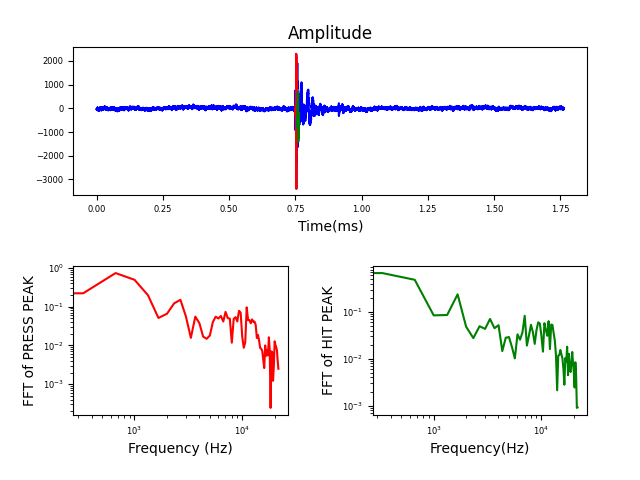 Amplitude
2000
1000
0
−1000
−2000
−3000
0.00 0.25 0.50 0.75 1.00 1.25 1.50 1.75
Time(ms)
FFT of PRESS PEAK
10⁰
10⁻¹
10⁻²
10⁻³
10³ 10⁴
Frequency (Hz)
FFT of HIT PEAK
10⁻¹
10⁻²
10⁻³
10³ 10⁴
Frequency(Hz)